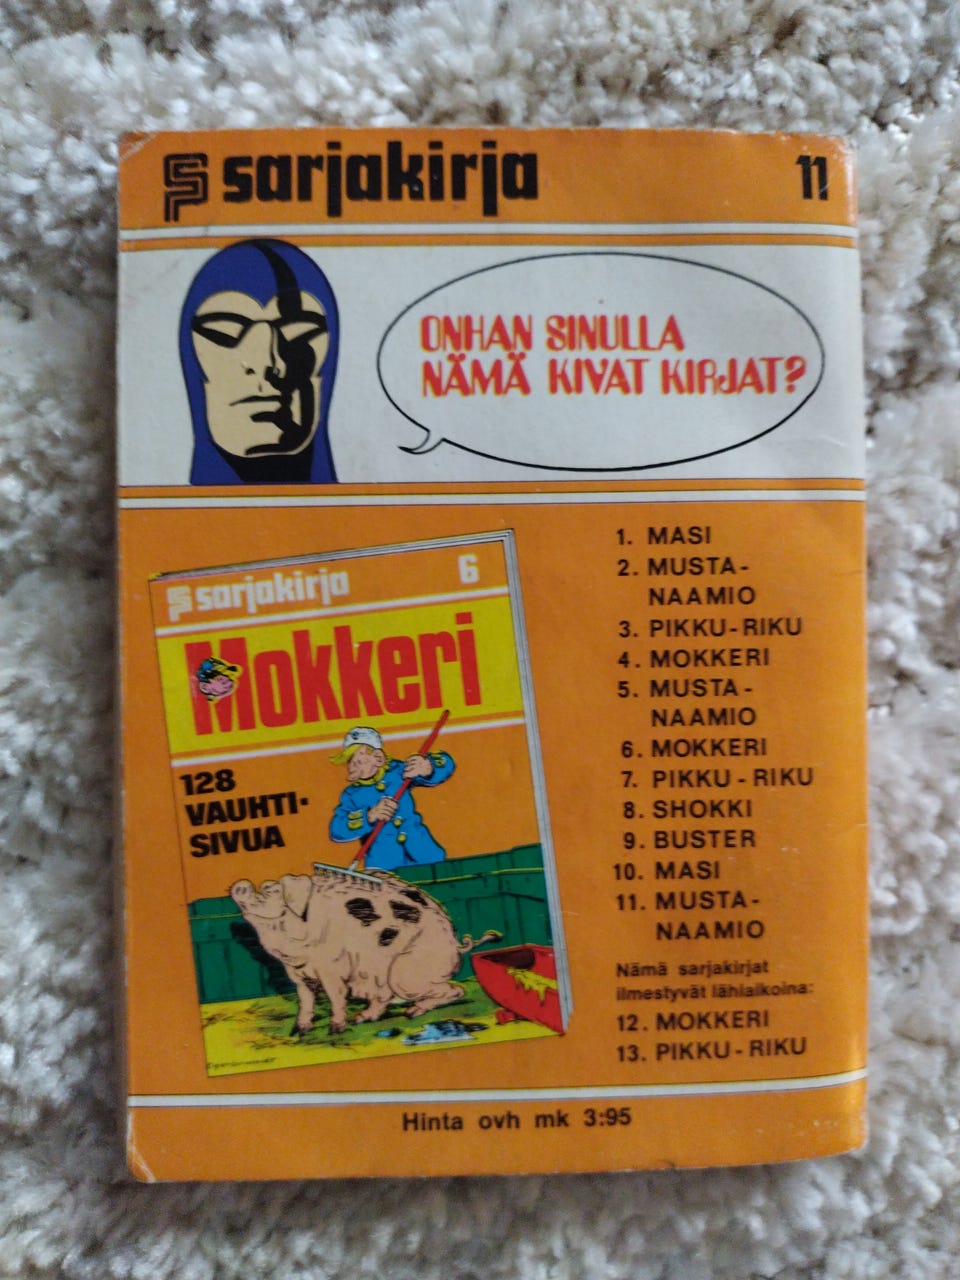 sarjakirja 11
ONHAN SINULLA
NÄMÄ KIVAT KIRJAT?
sarjakirja 6
Mokkeri
128
VAUHTI-
SIVUA
1. MASI
2. MUSTA-
NAAMIO
3. PIKKU-RIKU
4. MOKKERI
5. MUSTA-
NAAMIO
6. MOKKERI
7. PIKKU-RIKU
8. SHOKKI
9. BUSTER
10. MASI
11. MUSTA-
NAAMIO
Nämä sarjakirjat
ilmestyvät lähiaikoina:
12. MOKKERI
13. PIKKU-RIKU
Hinta ovh mk 3:95